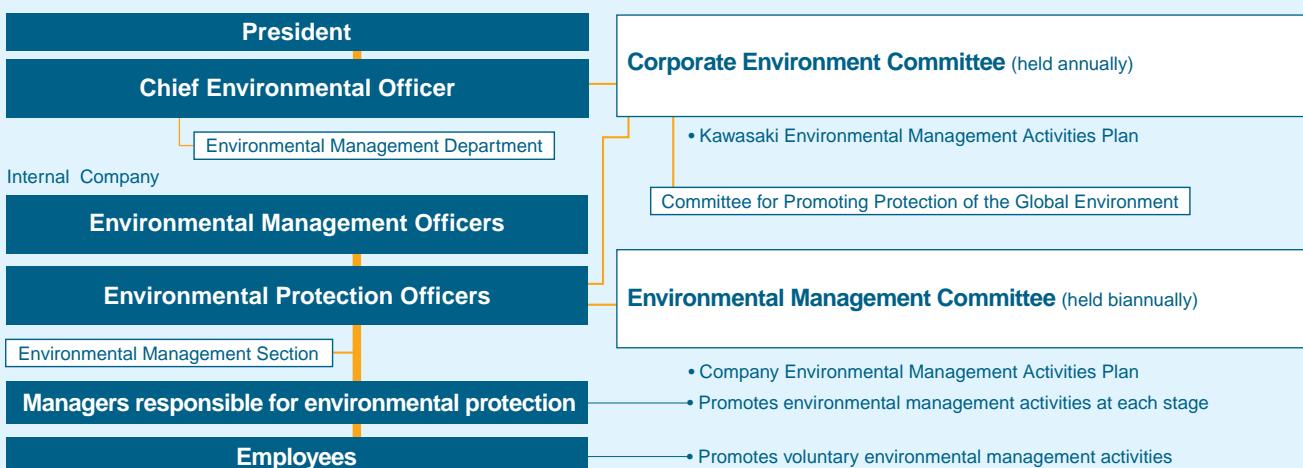 President
Chief Environmental Officer
Environmental Management Department
Internal Company
Environmental Management Officers
Environmental Protection Officers
Environmental Management Section
Managers responsible for environmental protection
Employees
Corporate Environment Committee (held annually)
• Kawasaki Environmental Management Activities Plan
Committee for Promoting Protection of the Global Environment
Environmental Management Committee (held biannually)
• Company Environmental Management Activities Plan
• Promotes environmental management activities at each stage
• Promotes voluntary environmental management activities